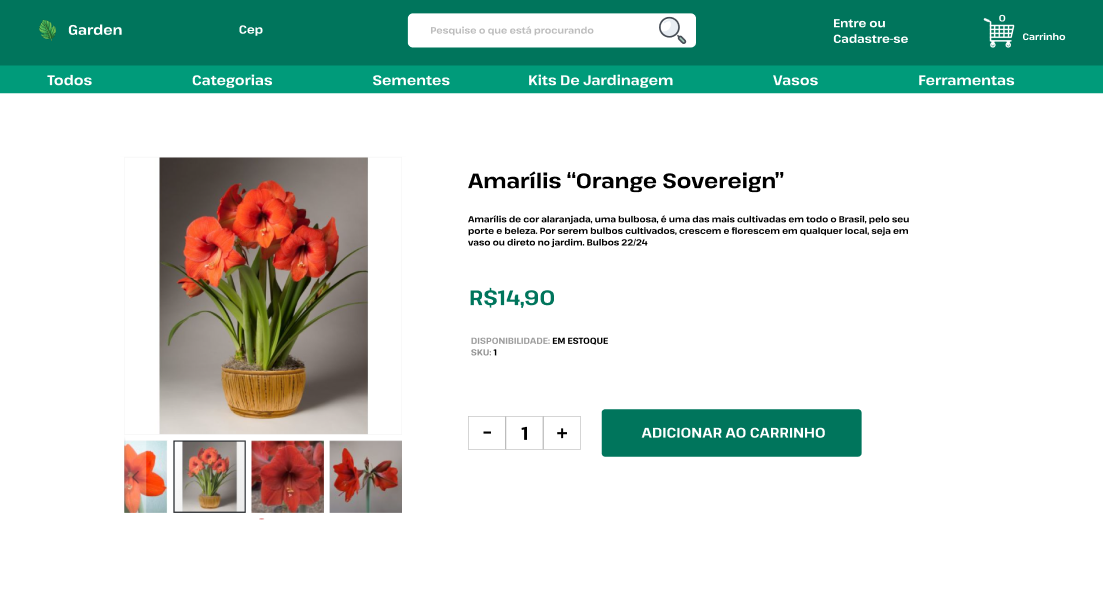 Garden
Cep
Pesquise o que está procurando
Entre ou
Cadastre-se
0
Carrinho
Todos
Categorias
Sementes
Kits De Jardinagem
Vasos
Ferramentas
Amarílis “Orange Sovereign”
Amarílis de cor alaranjada, uma bulbosa, é uma das mais cultivadas em todo o Brasil, pelo seu
porte e beleza. Por serem bulbos cultivados, crescem e florescem em qualquer local, seja em
vaso ou direto no jardim. Bulbos 22/24
R$14,90
DISPONIBILIDADE: EM ESTOQUE
SKU: 1
- 1 +
ADICIONAR AO CARRINHO